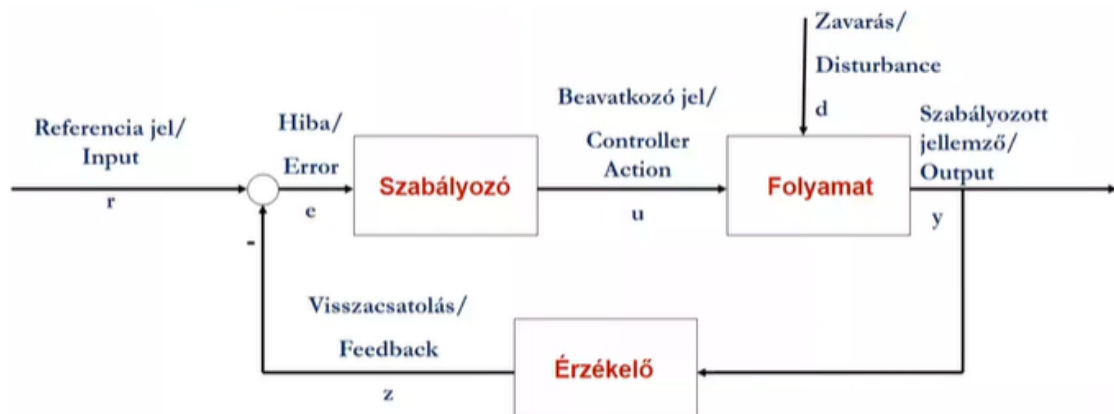 Zavarás/
Disturbance
d
Beavatkozó jel/
Controller
Action
u
Szabályozott
jellemző/
Output
y
Referencia jel/
Input
r
Hiba/
Error
e
Szabályozó
Folyamat
-
Visszacsatolás/
Feedback
z
Érzékelő